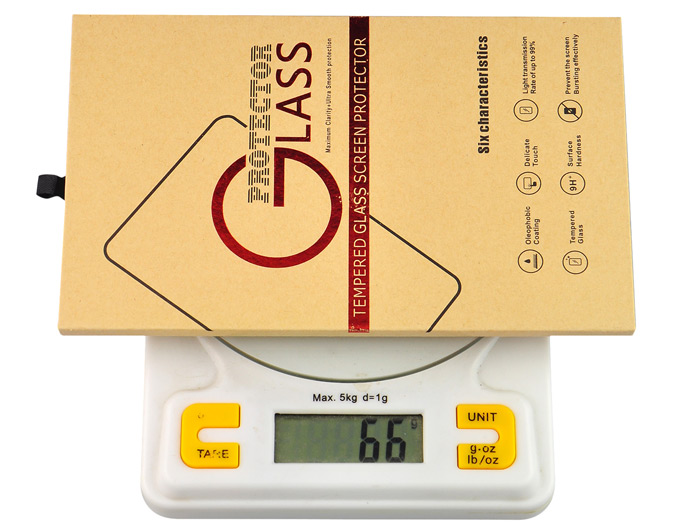 PROTECTOR
GLASS
Maximum Clarity+Ultra Smooth protection
TEMPERED GLASS SCREEN PROTECTOR
Six characteristics
Light transmission
Rate of up to 99%
Prevent the screen
Bursting effectively
Delicate
Touch
9H+
Surface
Hardness
Oleophobic
Coating
Tempered
Glass
Max. 5kg d=1g
TARE
66 g
UNIT
g·oz
lb/oz